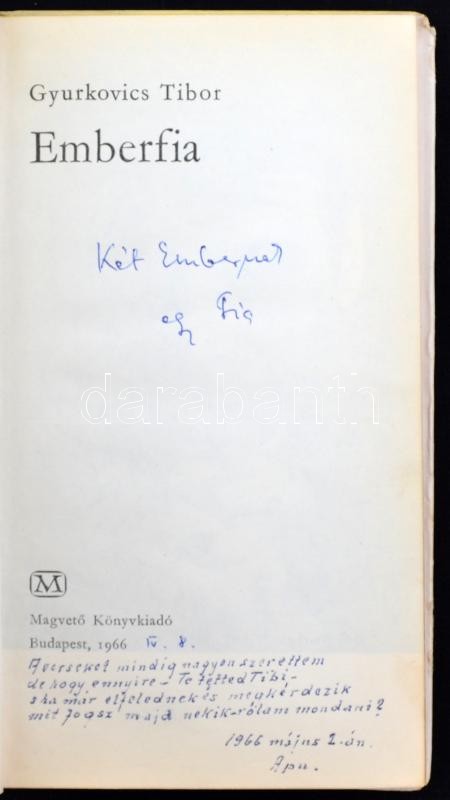 Gyurkovics Tibor
Emberfia
Két Embernek
egy Fia
darabanth
M
Magvető Könyvkiadó
Budapest, 1966 IV. 8.
A verseket mindig nagyon szerettem
de hogy ennyire - Te tetted Tibi,
s ha már elfelednek és megkérdezik
mit fogsz majd nekik - rólam mondani?
1966 május 1-án.
Apu.